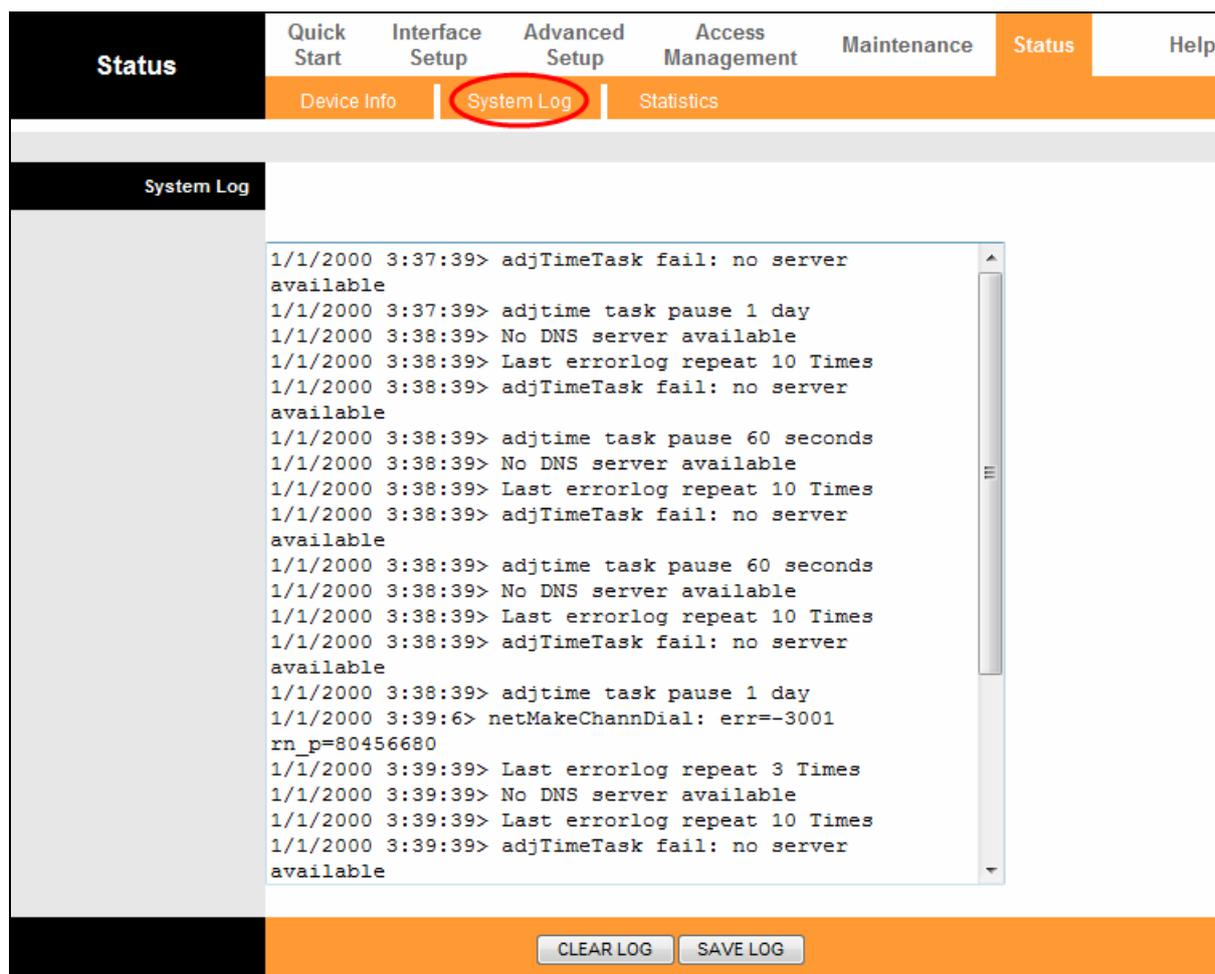 Status
Quick Start
Interface Setup
Advanced Setup
Access Management
Maintenance
Status
Help
Device Info
System Log
Statistics
System Log
1/1/2000 3:37:39> adjTimeTask fail: no server
available
1/1/2000 3:37:39> adjtime task pause 1 day
1/1/2000 3:38:39> No DNS server available
1/1/2000 3:38:39> Last errorlog repeat 10 Times
1/1/2000 3:38:39> adjTimeTask fail: no server
available
1/1/2000 3:38:39> adjtime task pause 60 seconds
1/1/2000 3:38:39> No DNS server available
1/1/2000 3:38:39> Last errorlog repeat 10 Times
1/1/2000 3:38:39> adjTimeTask fail: no server
available
1/1/2000 3:38:39> adjtime task pause 60 seconds
1/1/2000 3:38:39> No DNS server available
1/1/2000 3:38:39> Last errorlog repeat 10 Times
1/1/2000 3:38:39> adjTimeTask fail: no server
available
1/1/2000 3:38:39> adjtime task pause 1 day
1/1/2000 3:39:6> netMakeChannDial: err=-3001
rn_p=80456680
1/1/2000 3:39:39> Last errorlog repeat 3 Times
1/1/2000 3:39:39> No DNS server available
1/1/2000 3:39:39> Last errorlog repeat 10 Times
1/1/2000 3:39:39> adjTimeTask fail: no server
available
CLEAR LOG
SAVE LOG